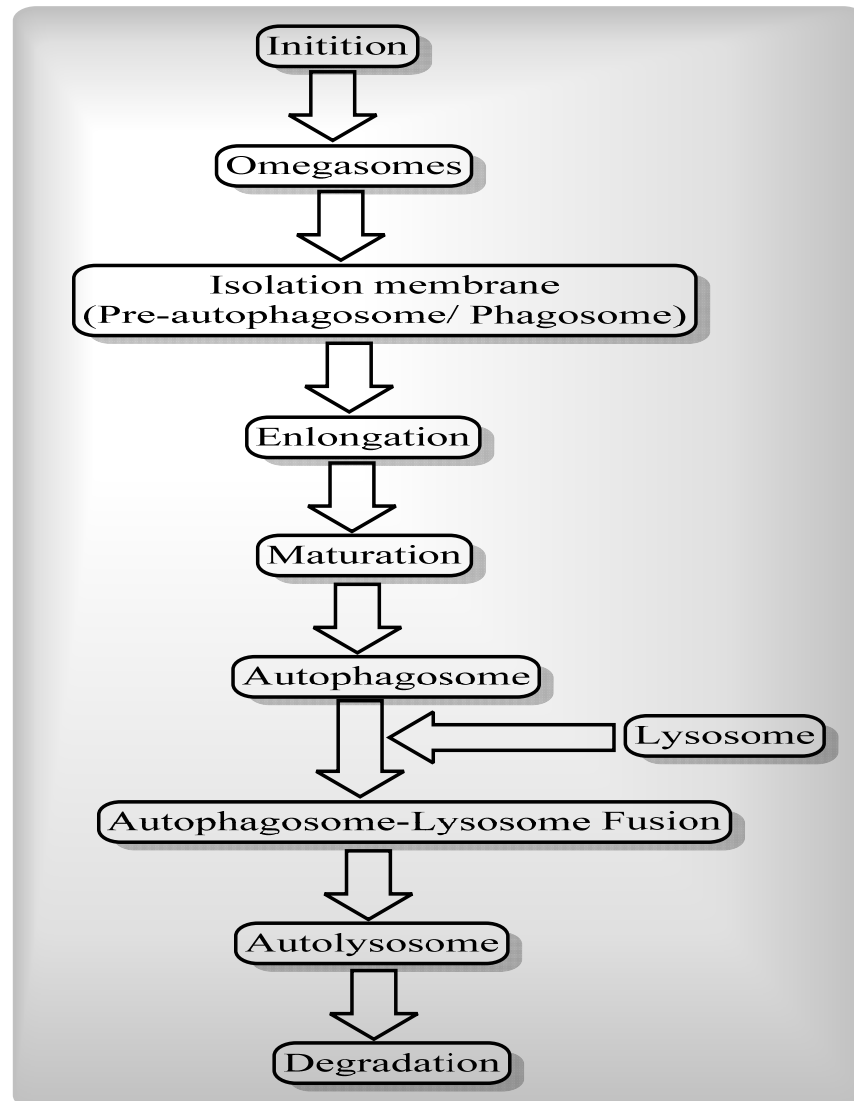 Initition
Omegasomes
Isolation membrane
(Pre-autophagosome/ Phagosome)
Enlongation
Maturation
Autophagosome
Lysosome
Autophagosome-Lysosome Fusion
Autolysosome
Degradation